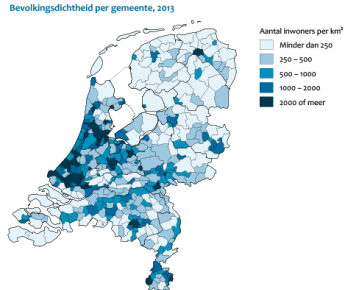 Bevolkingsdichtheid per gemeente, 2013
Aantal inwoners per km²
Minder dan 250
250 – 500
500 – 1000
1000 – 2000
2000 of meer